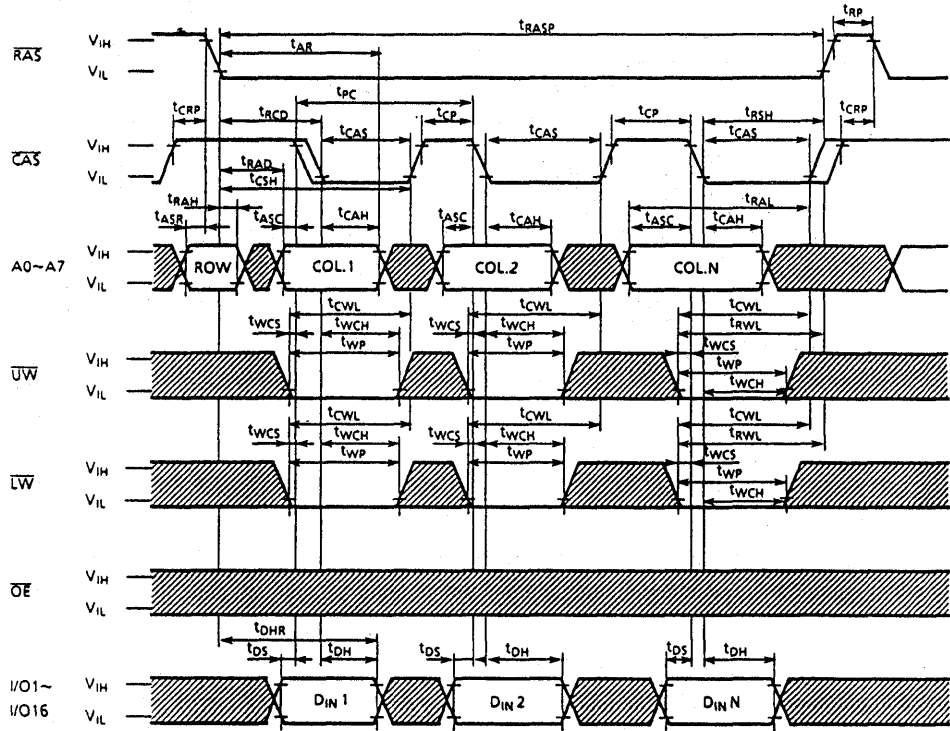 tRP
tRASP
RAS VIH
tAR
VIL
tPC
tCRP tRCD tCP tCP tRSH tCRP
tCAS tCAS tCAS
CAS VIH
tRAD
VIL
tCSH
tRAH tRAL
tASR tASC tCAH tASC tCAH tASC tCAH
A0~A7 VIH
ROW COL.1 COL.2 COL.N
VIL
tCWL tCWL tCWL
tWCS tWCH tWCS tWCH tRWL
tWCS
tWP tWP tWP
UW VIH
tWCH
VIL
tCWL tCWL tCWL
tWCS tWCH tWCS tWCH tRWL
tWCS
tWP tWP tWP
LW VIH
tWCH
VIL
OE VIH
VIL
tDHR
tDS tDH tDS tDH tDS tDH
I/O1~ VIH
DIN 1 DIN 2 DIN N
I/O16 VIL